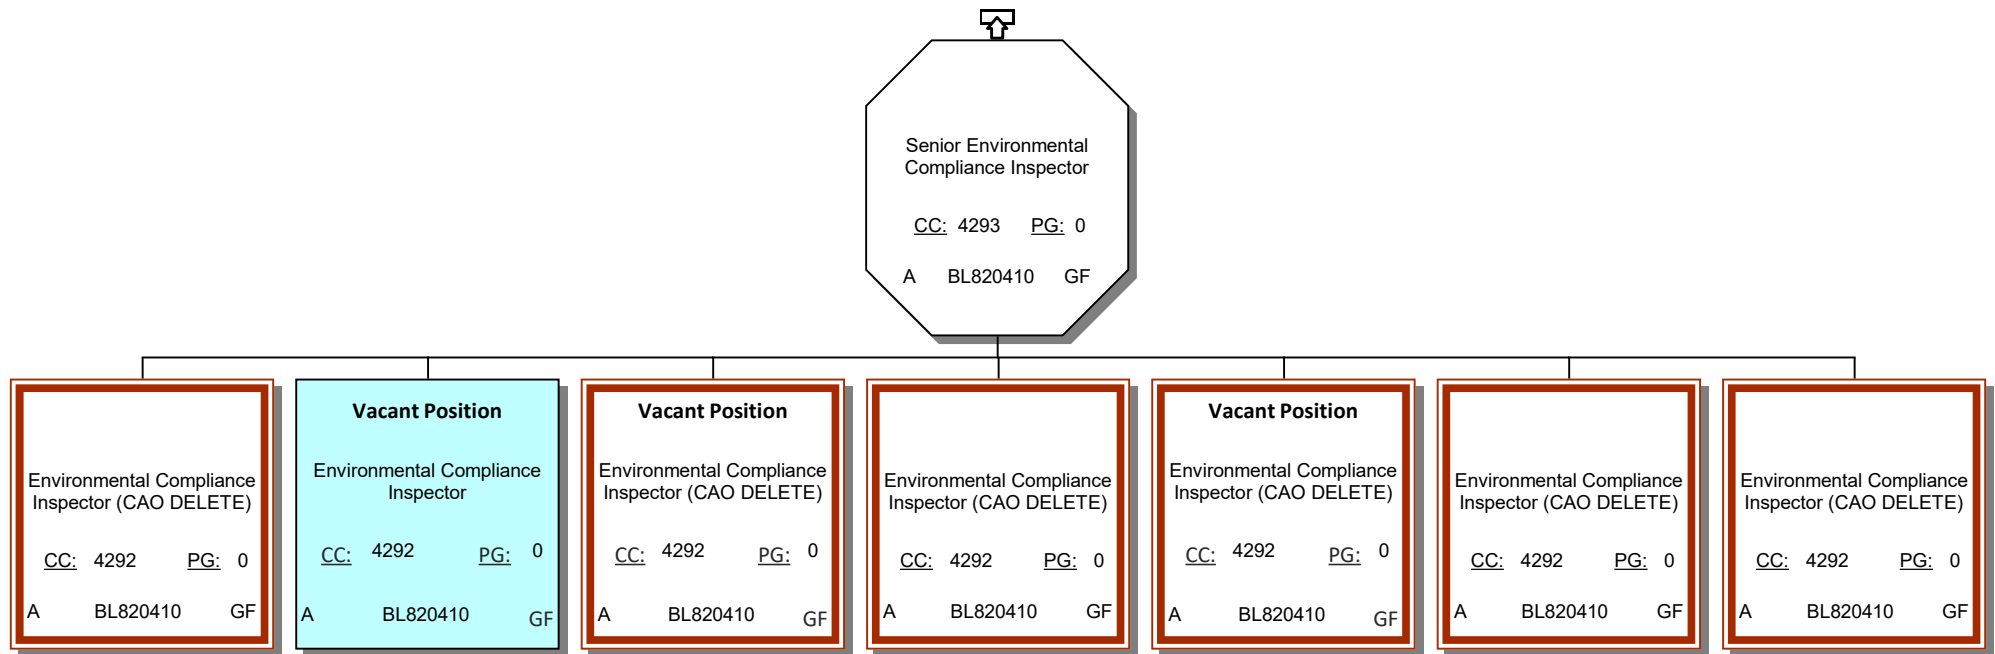 Senior Environmental
Compliance Inspector
CC: 4293 PG: 0
A BL820410 GF
Environmental Compliance
Inspector (CAO DELETE)
CC: 4292 PG: 0
A BL820410 GF
Vacant Position
Environmental Compliance
Inspector
CC: 4292 PG: 0
A BL820410 GF
Vacant Position
Environmental Compliance
Inspector (CAO DELETE)
CC: 4292 PG: 0
A BL820410 GF
Environmental Compliance
Inspector (CAO DELETE)
CC: 4292 PG: 0
A BL820410 GF
Vacant Position
Environmental Compliance
Inspector (CAO DELETE)
CC: 4292 PG: 0
A BL820410 GF
Environmental Compliance
Inspector (CAO DELETE)
CC: 4292 PG: 0
A BL820410 GF
Environmental Compliance
Inspector (CAO DELETE)
CC: 4292 PG: 0
A BL820410 GF